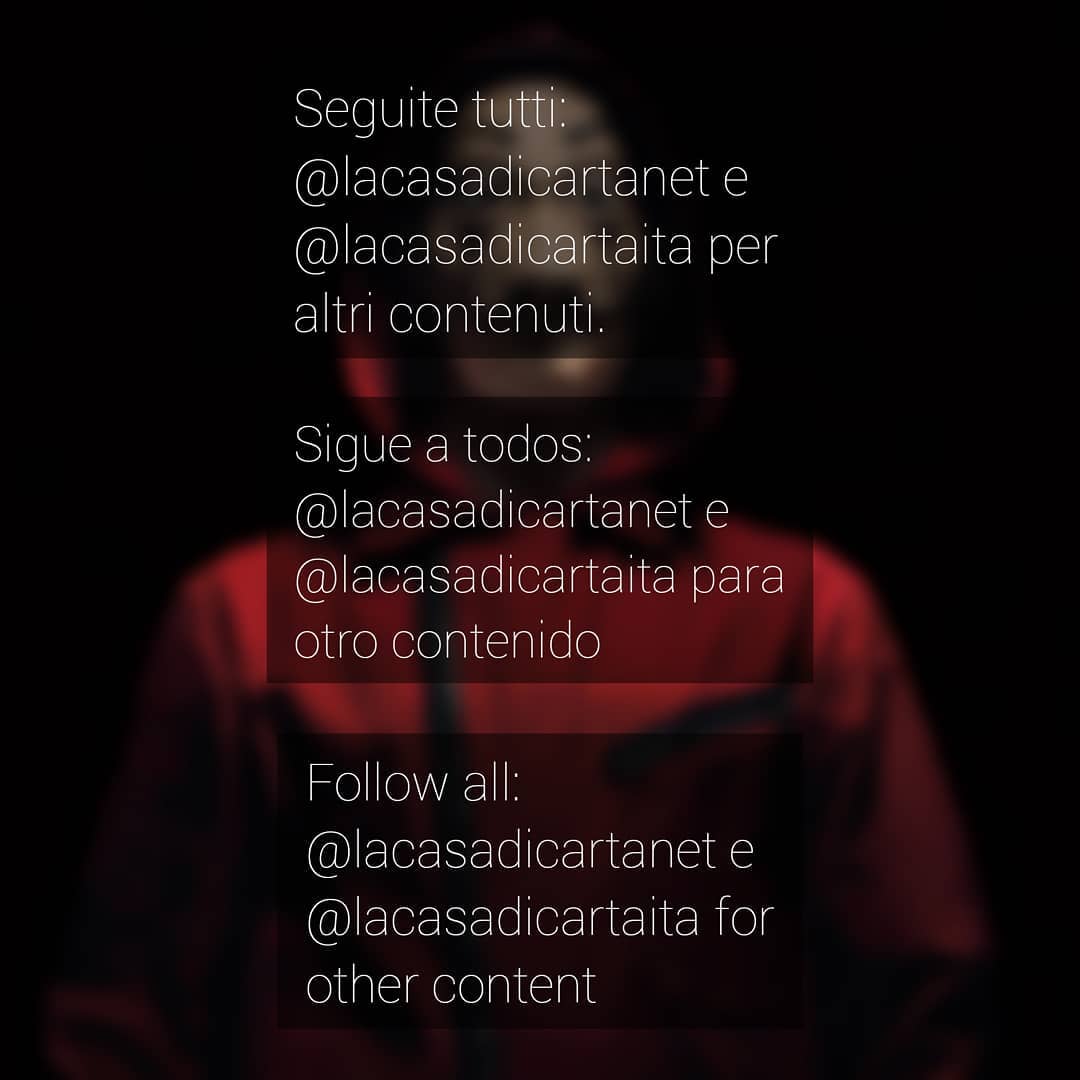 Seguite tutti:
@lacasadicartanet e
@lacasadicartaita per
altri contenuti.
Sigue a todos:
@lacasadicartanet e
@lacasadicartaita para
otro contenido
Follow all:
@lacasadicartanet e
@lacasadicartaita for
other content